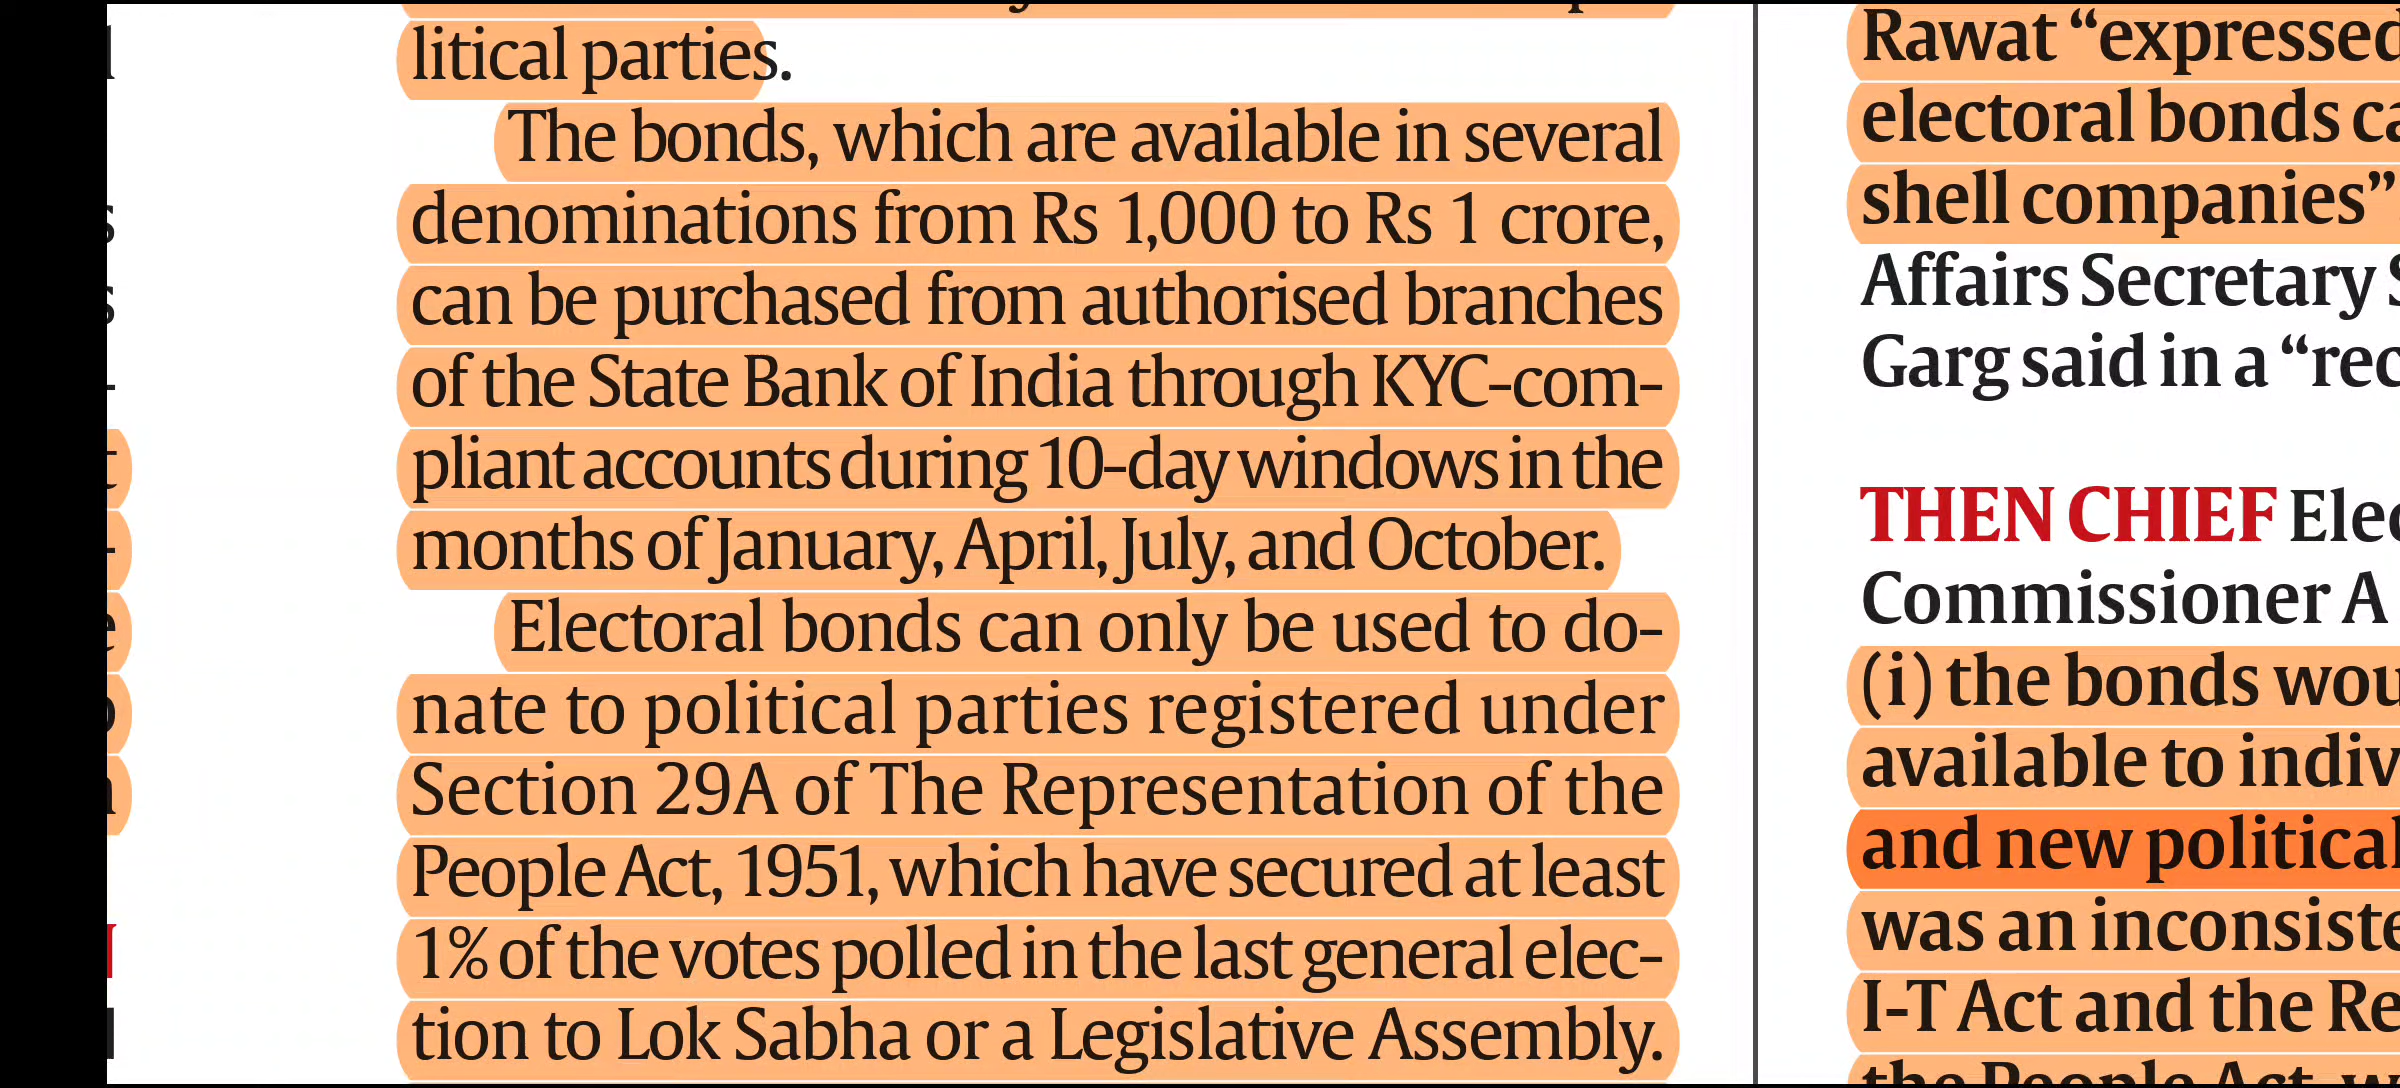 litical parties.
The bonds, which are available in several
denominations from Rs 1,000 to Rs 1 crore,
can be purchased from authorised branches
of the State Bank of India through KYC-com-
pliant accounts during 10-day windows in the
months of January, April, July, and October.
Electoral bonds can only be used to do-
nate to political parties registered under
Section 29A of The Representation of the
People Act, 1951, which have secured at least
1% of the votes polled in the last general elec-
tion to Lok Sabha or a Legislative Assembly.
Rawat “expressed
electoral bonds
shell companies”
Affairs Secretary
Garg said in a
THEN CHIEF
Commissioner A
(i) the bonds
available to
and new political
was an
I-T Act and the
the People Act,